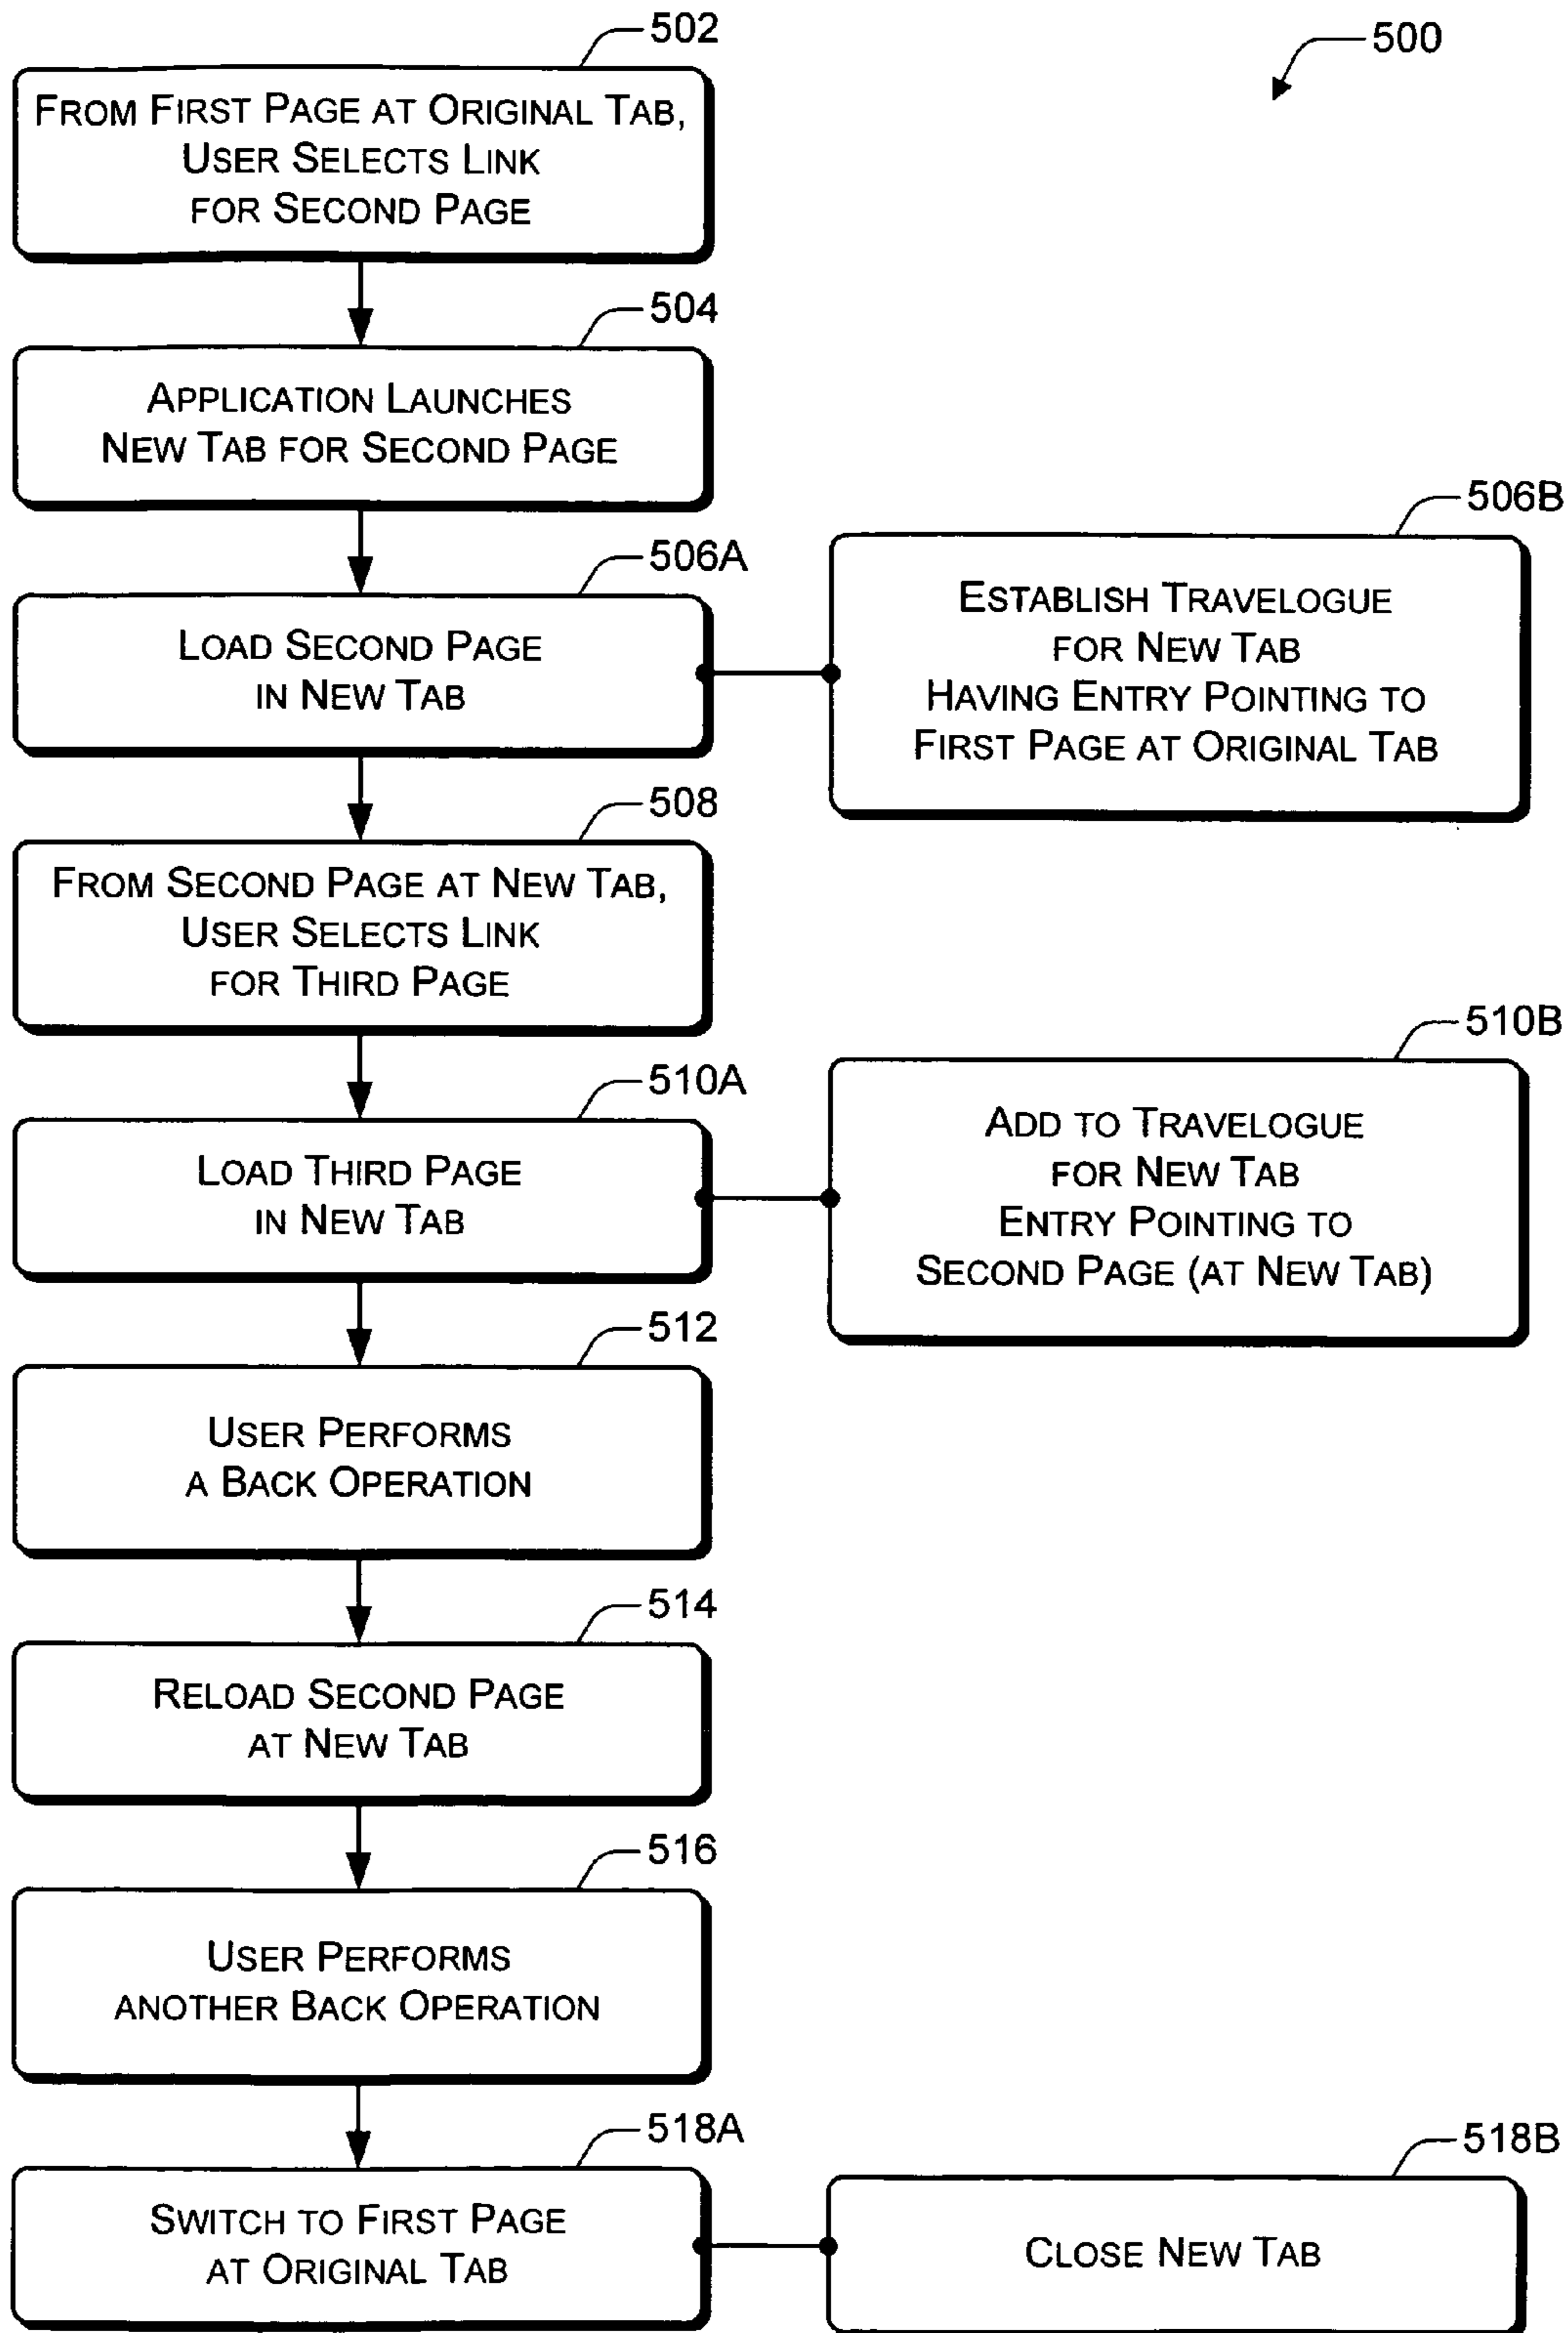 502
500
FROM FIRST PAGE AT ORIGINAL TAB,
USER SELECTS LINK
FOR SECOND PAGE
504
APPLICATION LAUNCHES
NEW TAB FOR SECOND PAGE
506A
LOAD SECOND PAGE
IN NEW TAB
506B
ESTABLISH TRAVELOGUE
FOR NEW TAB
HAVING ENTRY POINTING TO
FIRST PAGE AT ORIGINAL TAB
508
FROM SECOND PAGE AT NEW TAB,
USER SELECTS LINK
FOR THIRD PAGE
510A
LOAD THIRD PAGE
IN NEW TAB
510B
ADD TO TRAVELOGUE
FOR NEW TAB
ENTRY POINTING TO
SECOND PAGE (AT NEW TAB)
512
USER PERFORMS
A BACK OPERATION
514
RELOAD SECOND PAGE
AT NEW TAB
516
USER PERFORMS
ANOTHER BACK OPERATION
518A
SWITCH TO FIRST PAGE
AT ORIGINAL TAB
518B
CLOSE NEW TAB